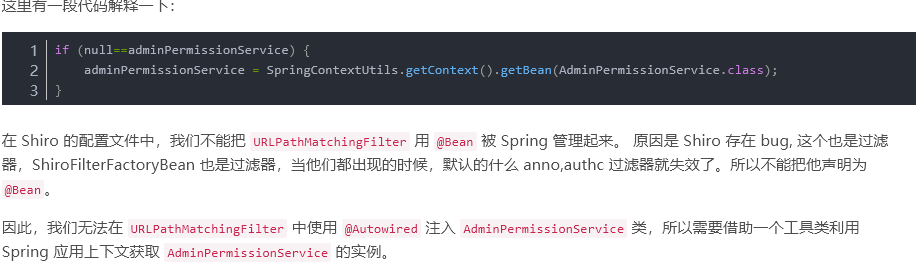 这里有一段代码解释一下：
1 if (null==adminPermissionService) {
2 adminPermissionService = SpringContextUtils.getContext().getBean(AdminPermissionService.class);
3 }
在 Shiro 的配置文件中，我们不能把 URLPathMatchingFilter 用 @Bean 被 Spring 管理起来。 原因是 Shiro 存在 bug, 这个也是过滤
器，ShiroFilterFactoryBean 也是过滤器，当他们都出现的时候，默认的什么 anno,authc 过滤器就失效了。所以不能把他声明为
@Bean。
因此，我们无法在 URLPathMatchingFilter 中使用 @Autowired 注入 AdminPermissionService 类，所以需要借助一个工具类利用
Spring 应用上下文获取 AdminPermissionService 的实例。